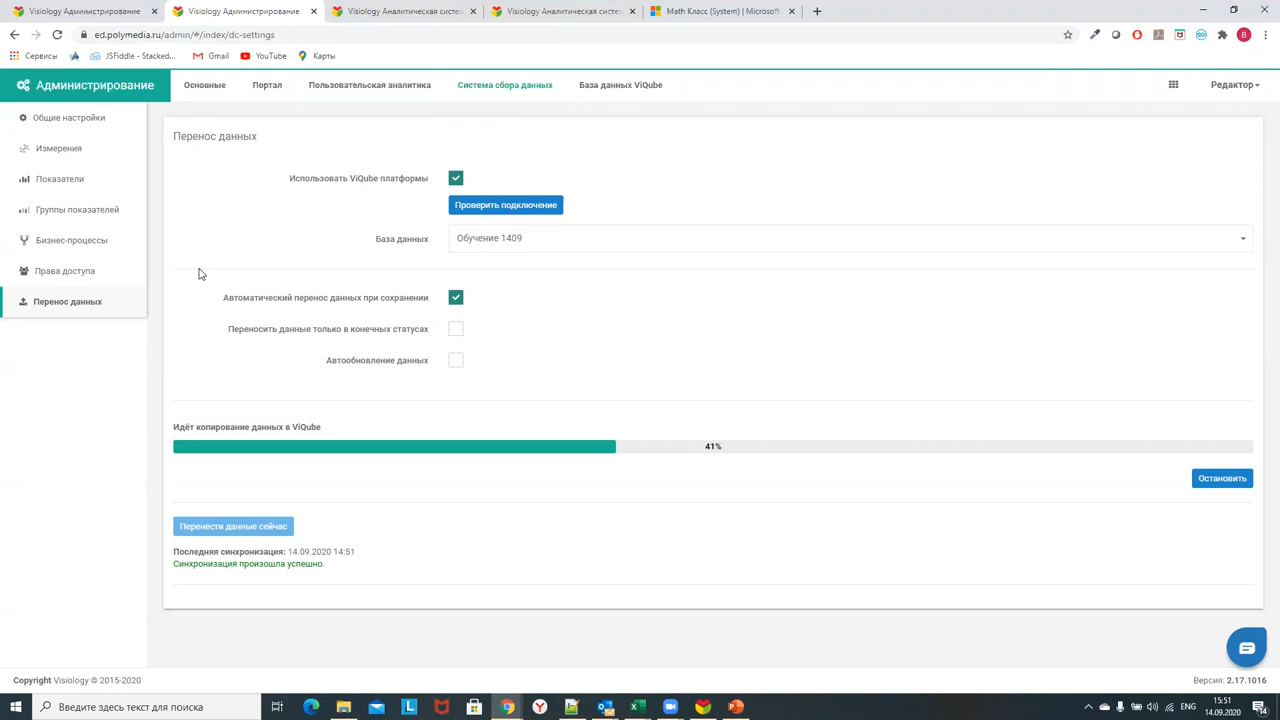 Visiology Администрирован
Visiology Администрирован
Visiology Аналитическая систем
Visiology Аналитическая систем
Math Класс (System) | Microsoft
ed.polymedia.ru/admin/#/index/dc-settings
В
Сервисы
JSFiddle - Stacked...
Gmail
YouTube
Карты
Администрирование
Основные
Портал
Пользовательская аналитика
Система сбора данных
База данных ViQube
Редактор
Общие настройки
Измерения
Показатели
Группы показателей
Бизнес-процессы
Права доступа
Перенос данных
Перенос данных
Использовать ViQube платформы
Проверить подключение
База данных
Обучение 1409
Автоматический перенос данных при сохранении
Переносить данные только в конечных статусах
Автообновление данных
Идёт копирование данных в ViQube
41%
Остановить
Перенести данные сейчас
Последняя синхронизация: 14.09.2020 14:51
Синхронизация произошла успешно.
Copyright Visiology © 2015-2020
Версия: 2.17.1016
Введите здесь текст для поиска
15:51
14.09.2020